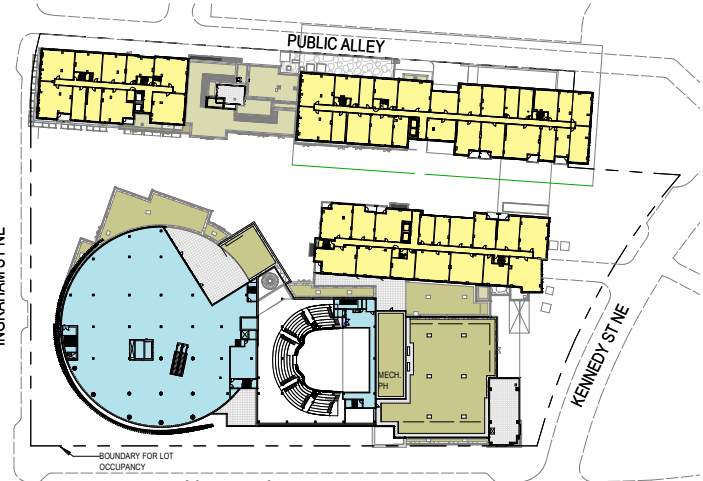 PUBLIC ALLEY
INGRAHAM ST NE
KENNEDY ST NE
MECH.
PH
BOUNDARY FOR LOT
OCCUPANCY